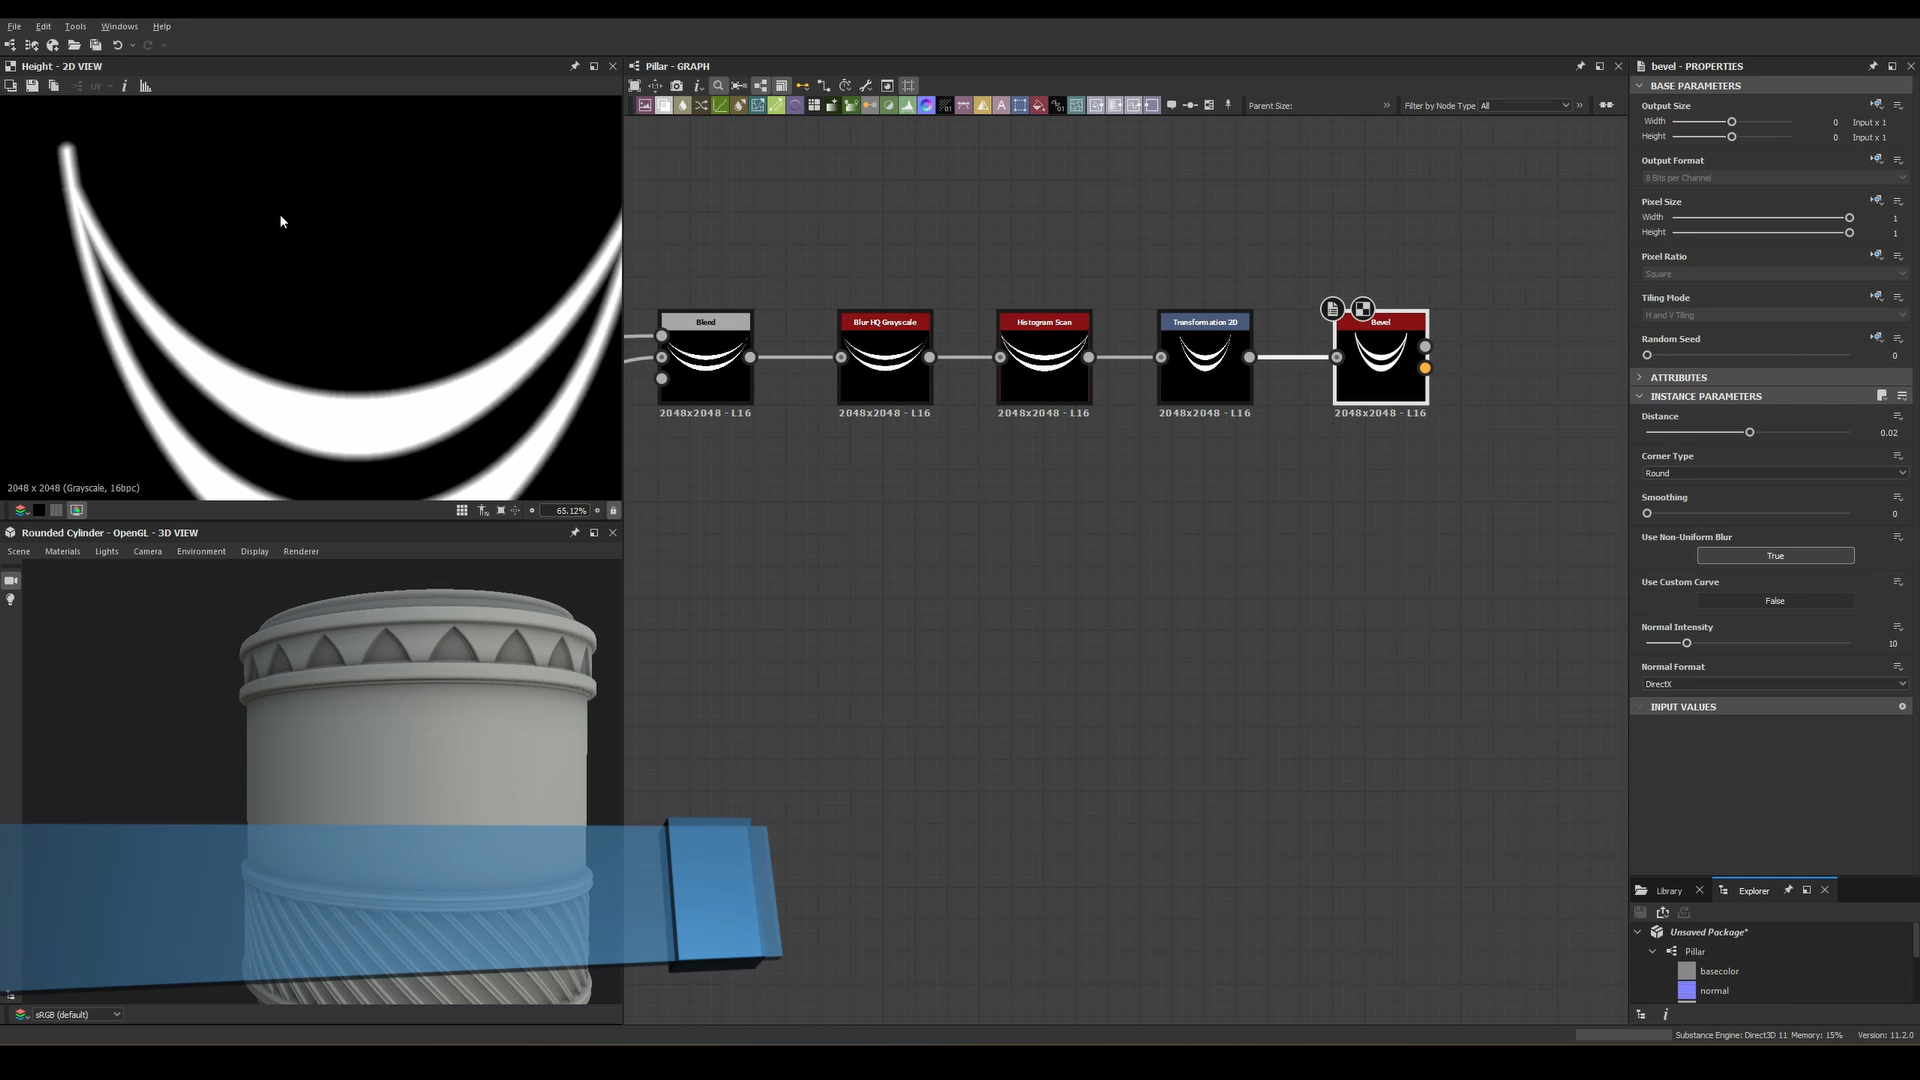 File Edit Tools Windows Help
Height - 2D VIEW
Pillar - GRAPH
bevel - PROPERTIES
BASE PARAMETERS
Parent Size:
Filter by Node Type All
Output Size
Width 0 Input x 1
Height 0 Input x 1
Output Format
8 Bits per Channel
Pixel Size
Width 1
Height 1
Pixel Ratio
Square
Tiling Mode
H and V Tiling
Random Seed
0
ATTRIBUTES
INSTANCE PARAMETERS
Distance
0.02
Corner Type
Round
Smoothing
0
Use Non-Uniform Blur
True
Use Custom Curve
False
Normal Intensity
10
Normal Format
DirectX
INPUT VALUES
Blend
2048x2048 - L16
Blur HQ Grayscale
2048x2048 - L16
Histogram Scan
2048x2048 - L16
Transformation 2D
2048x2048 - L16
Bevel
2048x2048 - L16
2048 x 2048 (Grayscale, 16bpc)
65.12%
Rounded Cylinder - OpenGL - 3D VIEW
Scene Materials Lights Camera Environment Display Renderer
sRGB (default)
Library
Explorer
Unsaved Package*
Pillar
basecolor
normal
Substance Engine: Direct3D 11 Memory: 15% Version: 11.2.0